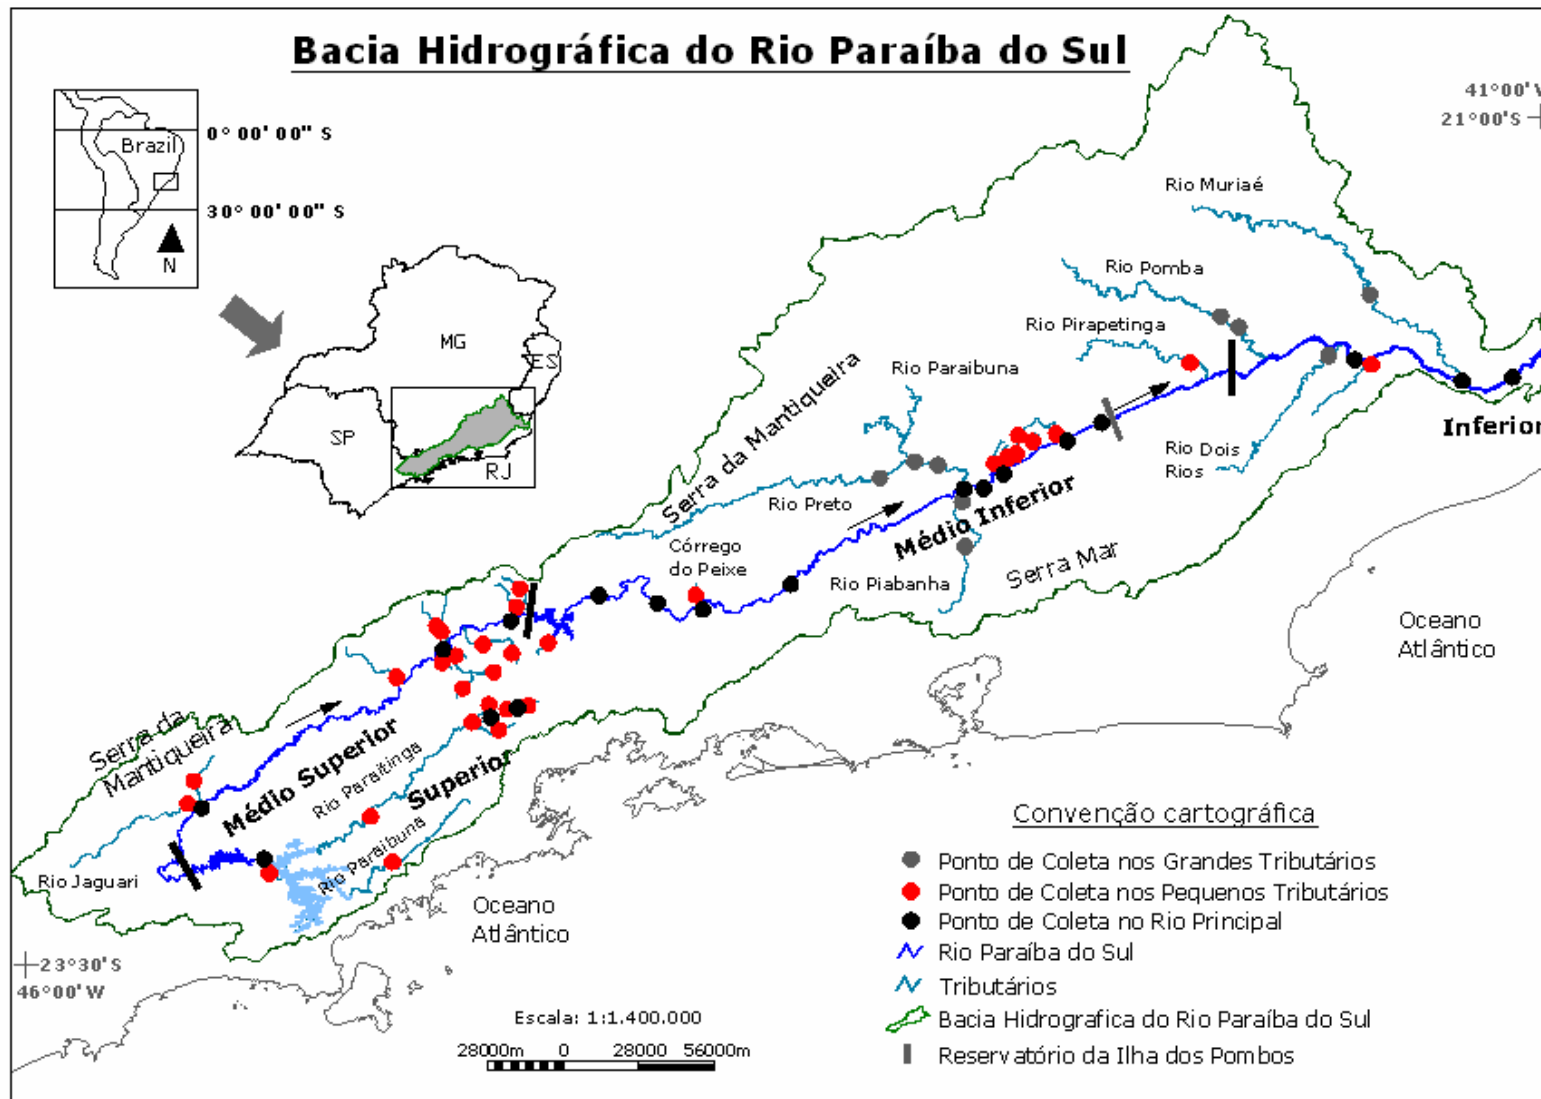 Bacia Hidrográfica do Rio Paraíba do Sul
41°00' W
21°00'S
Brazil
0° 00' 00" S
30° 00' 00" S
N
MG
ES
SP
RJ
Rio Muriaé
Rio Pomba
Rio Pirapetinga
Rio Paraibuna
Serra da Mantiqueira
Rio Preto
Médio Inferior
Rio Dois
Rios
Inferior
Córrego
do Peixe
Rio Piabanha
Serra Mar
Oceano
Atlântico
Serra da
Mantiqueira
Médio Superior
Rio Paraitinga
Superior
Rio Paraibuna
Rio Jaguari
Oceano
Atlântico
23°30'S
46°00'W
Escala: 1:1.400.000
28000m 0 28000 56000m
Convenção cartográfica
Ponto de Coleta nos Grandes Tributários
Ponto de Coleta nos Pequenos Tributários
Ponto de Coleta no Rio Principal
Rio Paraíba do Sul
Tributários
Bacia Hidrografica do Rio Paraíba do Sul
Reservatório da Ilha dos Pombos